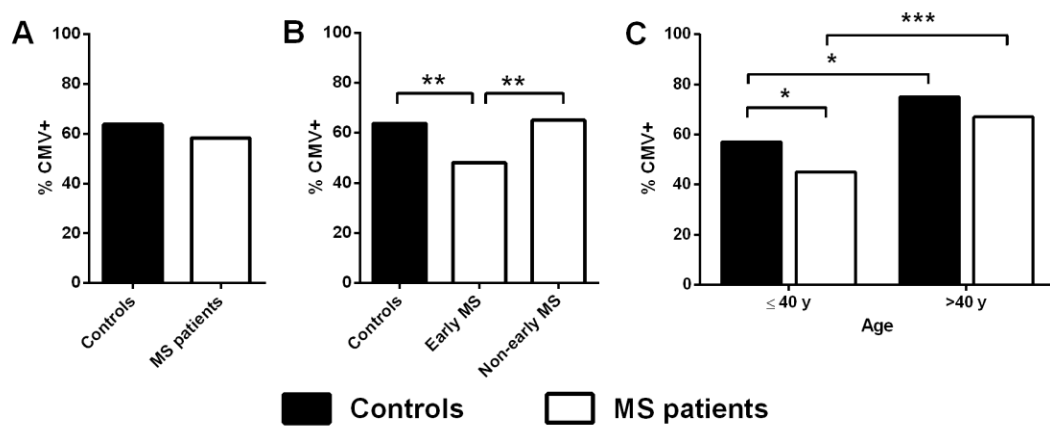 A
% CMV+
100
80
60
40
20
0
Controls
MS patients
B
% CMV+
100
80
60
40
20
0
** **
Controls
Early MS
Non-early MS
C
% CMV+
100
80
60
40
20
0
***
*
*
≤ 40 y >40 y
Age
Controls MS patients